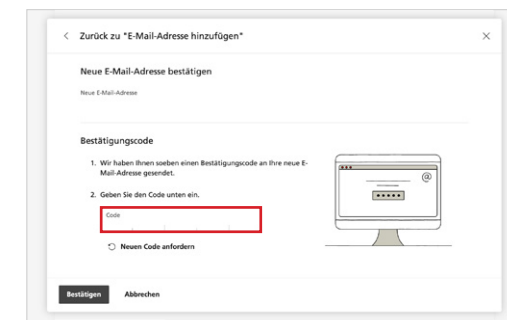 Zurück zu "E-Mail-Adresse hinzufügen"
Neue E-Mail-Adresse bestätigen
Neue E-Mail-Adresse
Bestätigungscode
1. Wir haben Ihnen soeben einen Bestätigungscode an Ihre neue E-
Mail-Adresse gesendet.
2. Geben Sie den Code unten ein.
Code
Neuen Code anfordern
Bestätigen Abbrechen